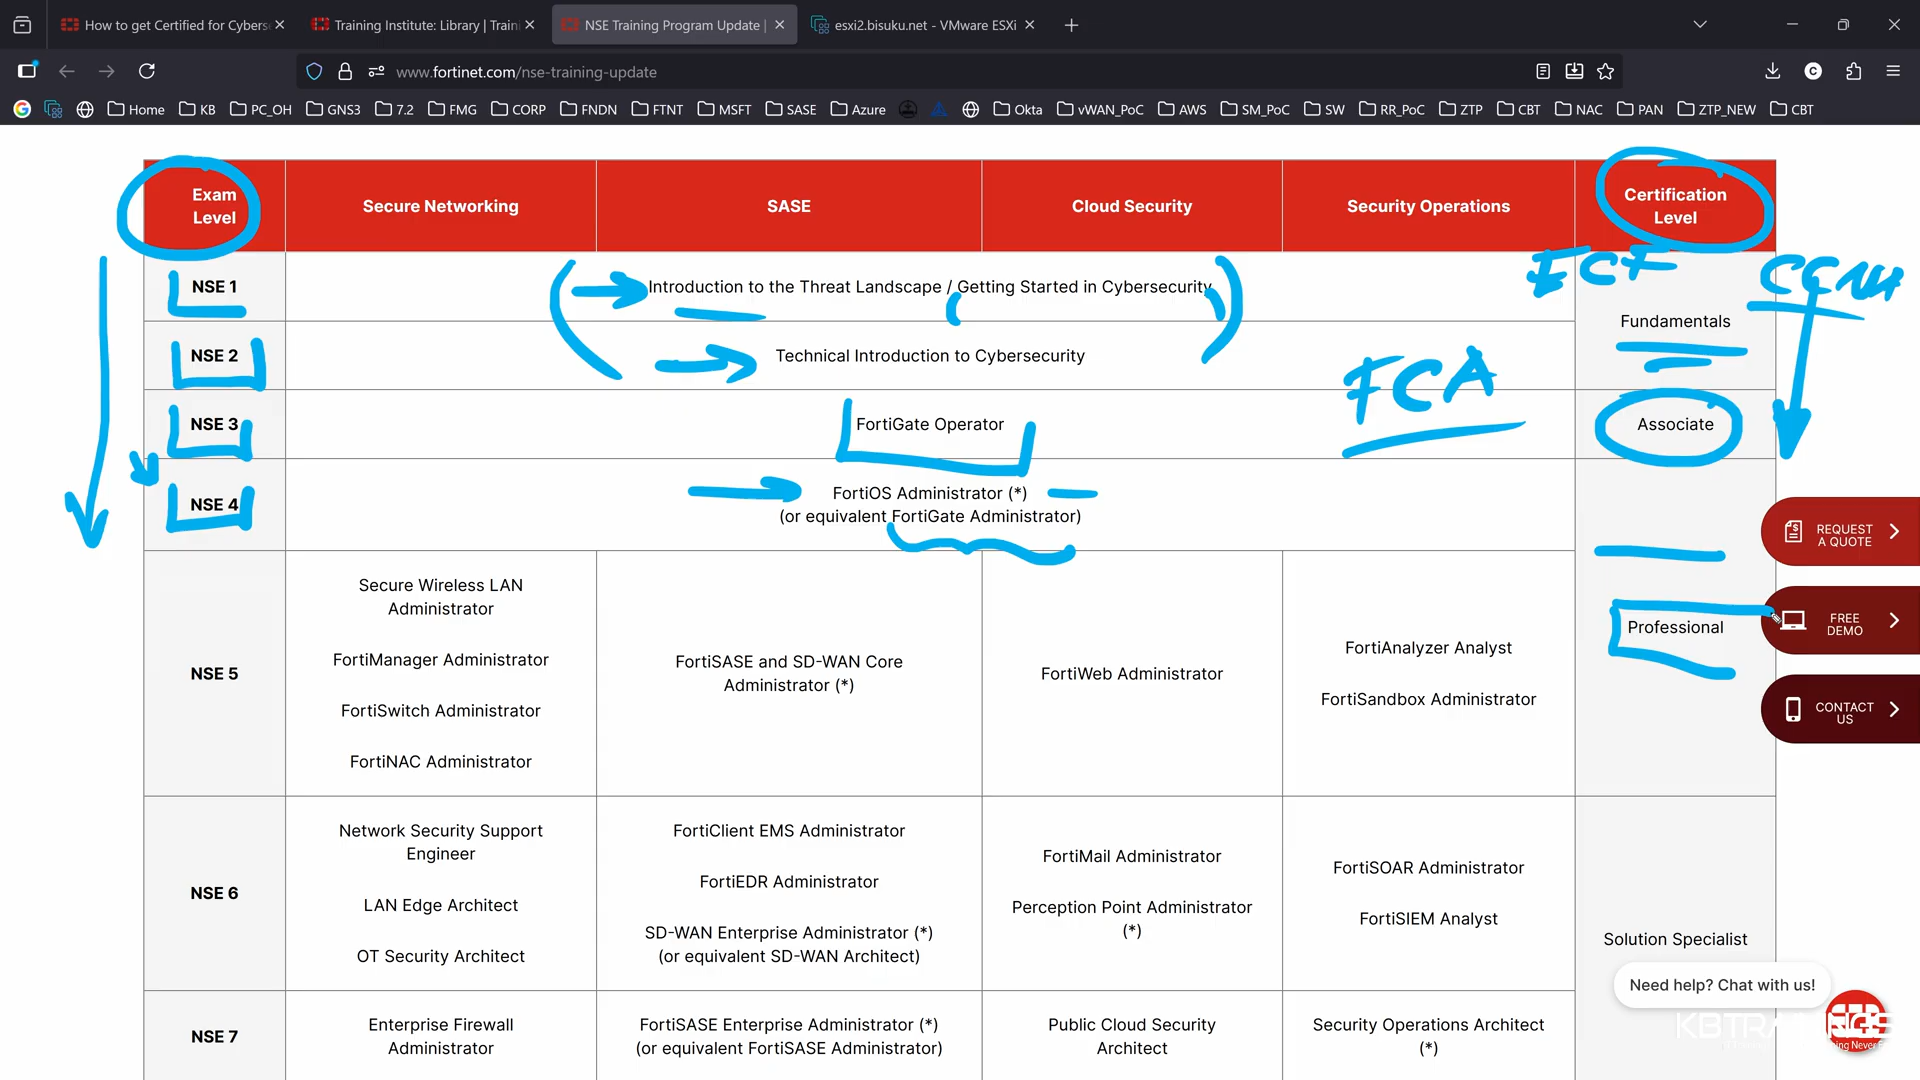 How to get Certified for Cyberse
Training Institute: Library | Traini
NSE Training Program Update |
esxi2.bisuku.net - VMware ESXi
www.fortinet.com/nse-training-update
Home
KB
PC_OH
GNS3
7.2
FMG
CORP
FNDN
FTNT
MSFT
SASE
Azure
Okta
vWAN_PoC
AWS
SM_PoC
SW
RR_PoC
ZTP
CBT
NAC
PAN
ZTP_NEW
CBT
Exam
Level
Secure Networking
SASE
Cloud Security
Security Operations
Certification
Level
NSE 1
Introduction to the Threat Landscape / Getting Started in Cybersecurity
FCF
CCNA
Fundamentals
NSE 2
Technical Introduction to Cybersecurity
FCA
NSE 3
FortiGate Operator
Associate
NSE 4
FortiOS Administrator (*)
(or equivalent FortiGate Administrator)
Professional
NSE 5
Secure Wireless LAN
Administrator
FortiManager Administrator
FortiSwitch Administrator
FortiNAC Administrator
FortiSASE and SD-WAN Core
Administrator (*)
FortiWeb Administrator
FortiAnalyzer Analyst
FortiSandbox Administrator
REQUEST
A QUOTE
FREE
DEMO
CONTACT
US
NSE 6
Network Security Support
Engineer
LAN Edge Architect
OT Security Architect
FortiClient EMS Administrator
FortiEDR Administrator
SD-WAN Enterprise Administrator (*)
(or equivalent SD-WAN Architect)
FortiMail Administrator
Perception Point Administrator
(*)
FortiSOAR Administrator
FortiSIEM Analyst
Solution Specialist
Need help? Chat with us!
NSE 7
Enterprise Firewall
Administrator
FortiSASE Enterprise Administrator (*)
(or equivalent FortiSASE Administrator)
Public Cloud Security
Architect
Security Operations Architect
(*)